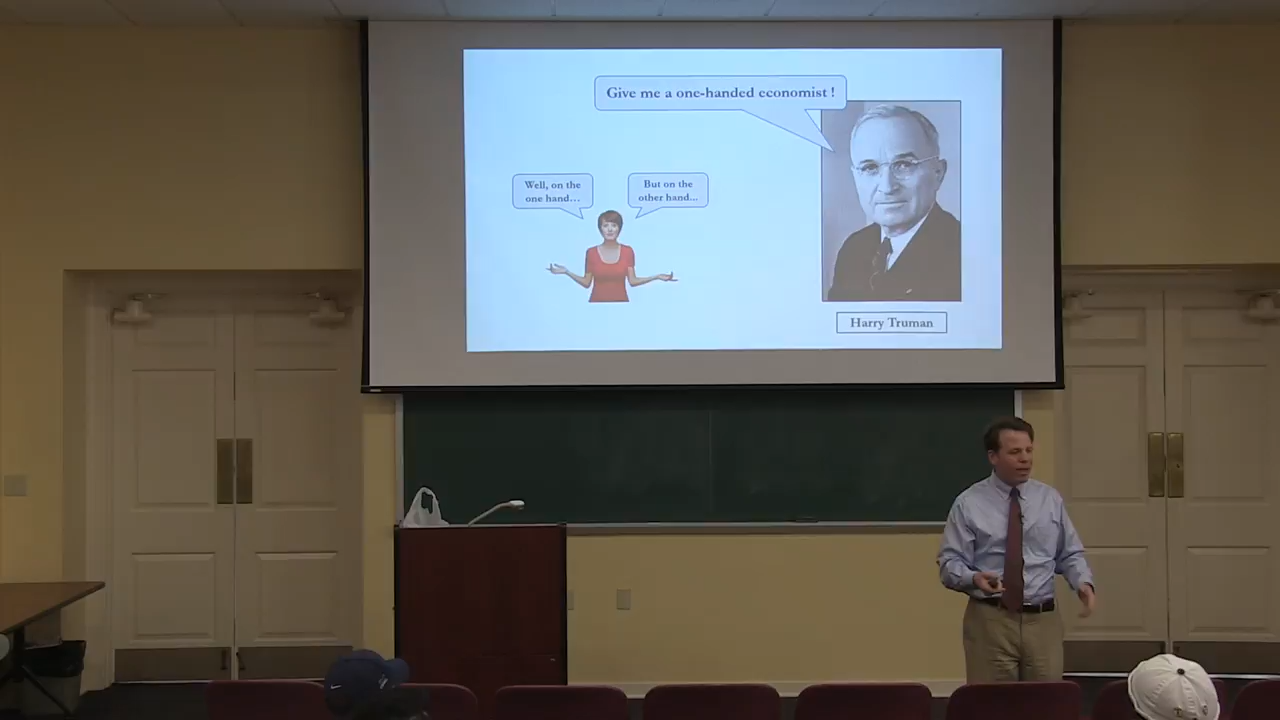 Give me a one-handed economist !
Well, on the
one hand…
But on the
other hand...
Harry Truman